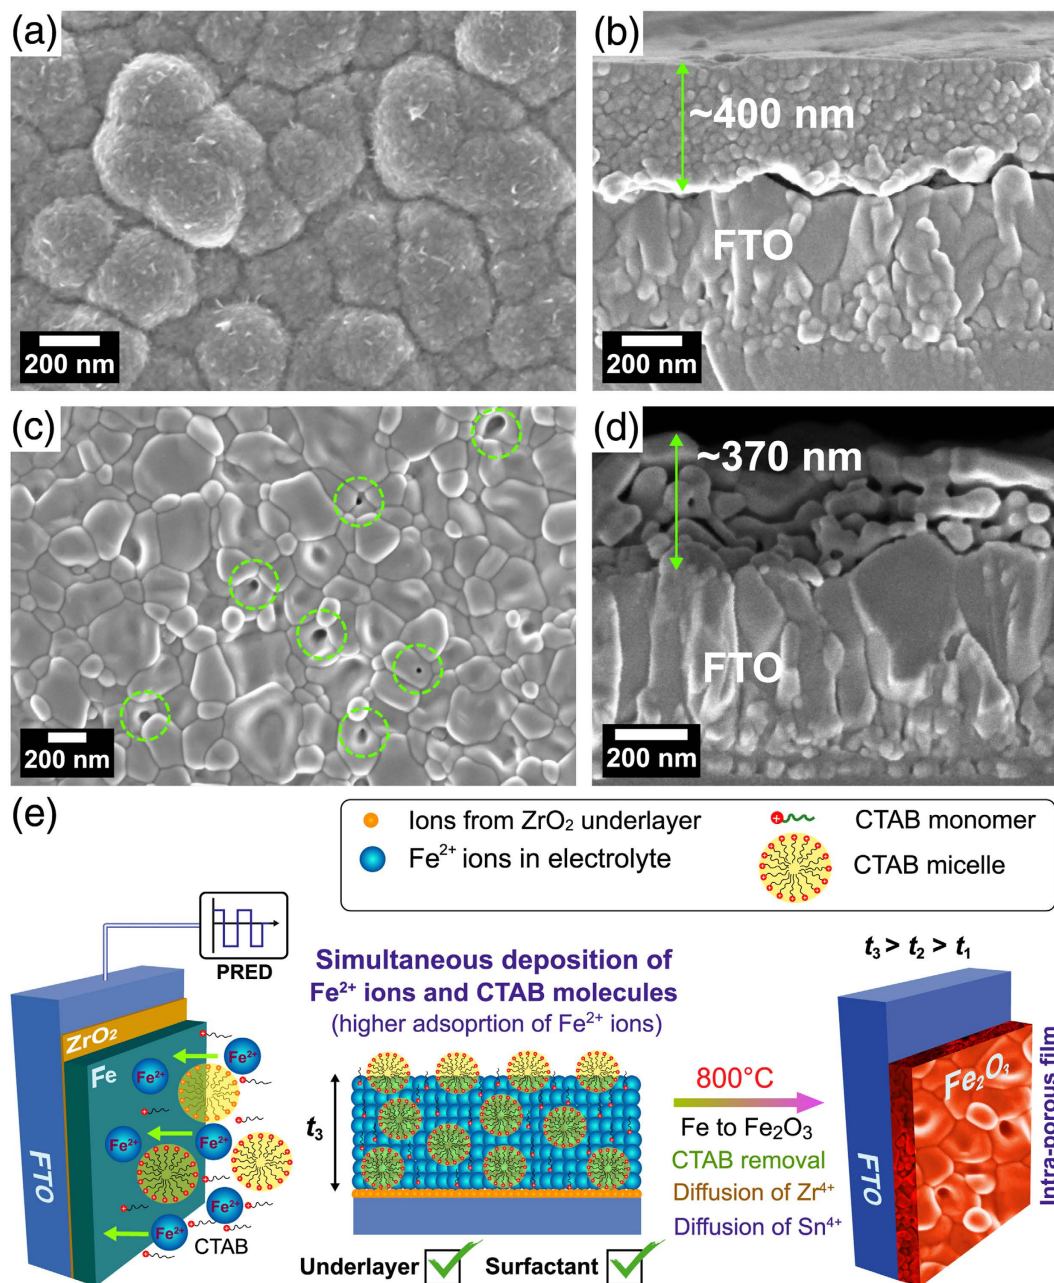 (a)
200 nm
(b)
~400 nm
FTO
200 nm
(c)
200 nm
(d)
~370 nm
FTO
200 nm
(e)
Ions from ZrO₂ underlayer
Fe²⁺ ions in electrolyte
CTAB monomer
CTAB micelle
PRED
ZrO₂
Fe
FTO
Fe²⁺
Fe²⁺
Fe²⁺
Fe²⁺
Fe²⁺
Fe²⁺
CTAB
Simultaneous deposition of
Fe²⁺ ions and CTAB molecules
(higher adsoprtion of Fe²⁺ ions)
t₃
Underlayer
Surfactant
800°C
Fe to Fe₂O₃
CTAB removal
Diffusion of Zr⁴⁺
Diffusion of Sn⁴⁺
t₃ > t₂ > t₁
Fe₂O₃
FTO
Intra-porous film